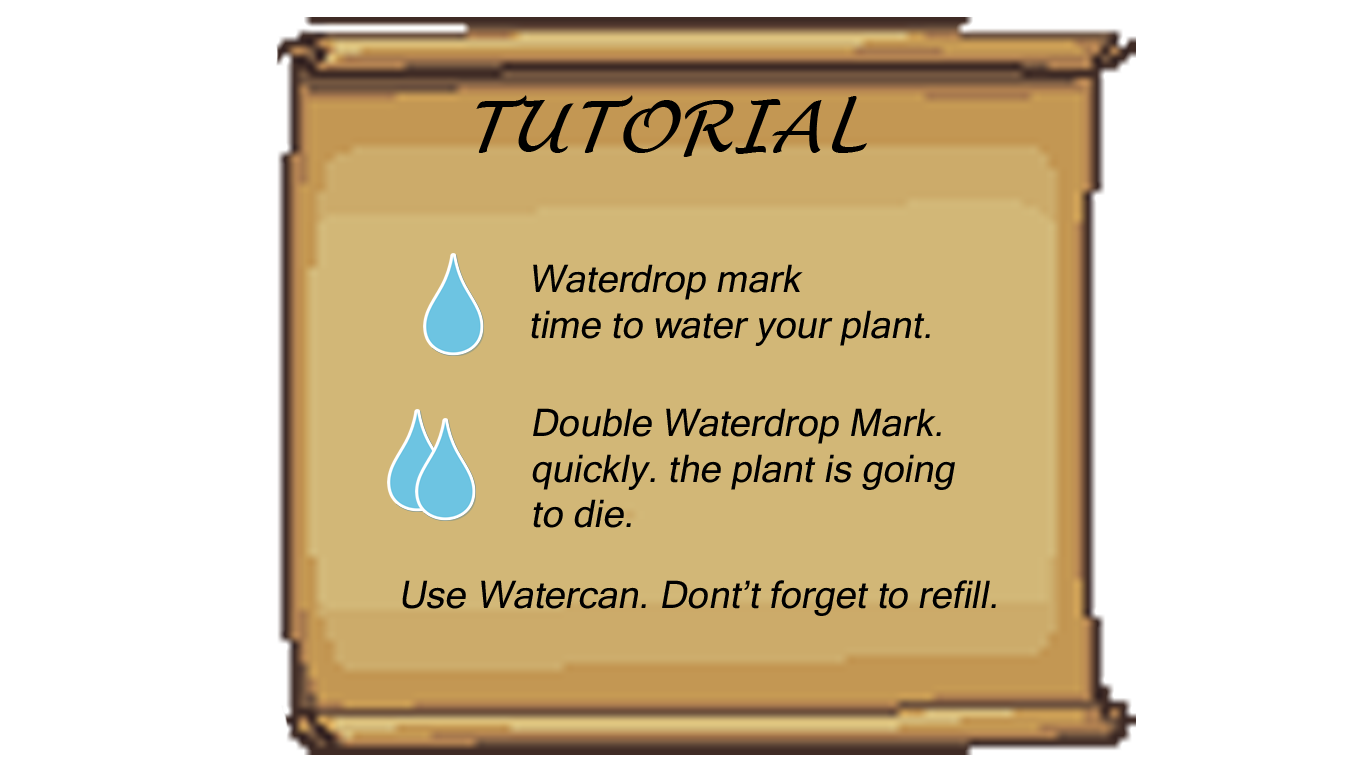 TUTORIAL
Waterdrop mark
time to water your plant.
Double Waterdrop Mark.
quickly. the plant is going
to die.
Use Watercan. Dont’t forget to refill.